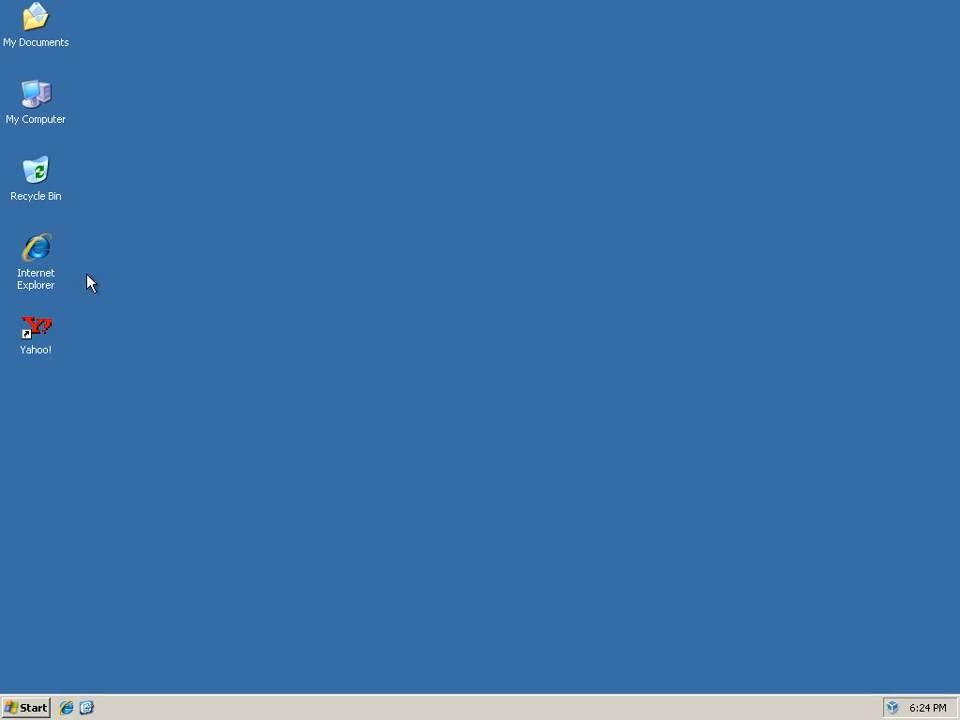 My Documents
My Computer
Recycle Bin
Internet
Explorer
Y!
Yahoo!
Start
6:24 PM